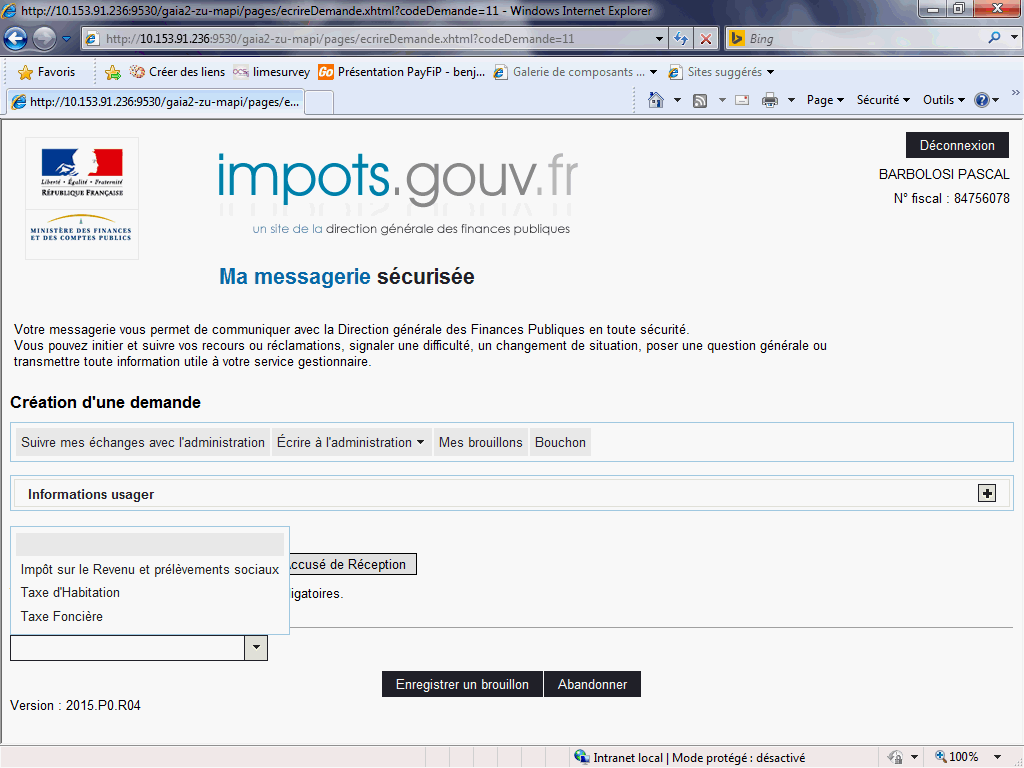 http://10.153.91.236:9530/gaia2-zu-mapi/pages/ecrireDemande.xhtml?codeDemande=11 - Windows Internet Explorer
http://10.153.91.236:9530/gaia2-zu-mapi/pages/ecrireDemande.xhtml?codeDemande=11
Bing
Favoris Créer des liens limesurvey Go Présentation PayFiP - benj... Galerie de composants ... Sites suggérés
http://10.153.91.236:9530/gaia2-zu-mapi/pages/e... Page Sécurité Outils
Déconnexion
BARBOLOSI PASCAL
N° fiscal : 84756078
Liberté • Égalité • Fraternité
RÉPUBLIQUE FRANÇAISE
MINISTÈRE DES FINANCES
ET DES COMPTES PUBLICS
impots.gouv.fr
un site de la direction générale des finances publiques
Ma messagerie sécurisée
Votre messagerie vous permet de communiquer avec la Direction générale des Finances Publiques en toute sécurité.
Vous pouvez initier et suivre vos recours ou réclamations, signaler une difficulté, un changement de situation, poser une question générale ou
transmettre toute information utile à votre service gestionnaire.
Création d'une demande
Suivre mes échanges avec l'administration Écrire à l'administration Mes brouillons Bouchon
Informations usager
ccusé de Réception
Impôt sur le Revenu et prélèvements sociaux
Taxe d'Habitation igatoires.
Taxe Foncière
Enregistrer un brouillon Abandonner
Version : 2015.P0.R04
Intranet local | Mode protégé : désactivé 100%